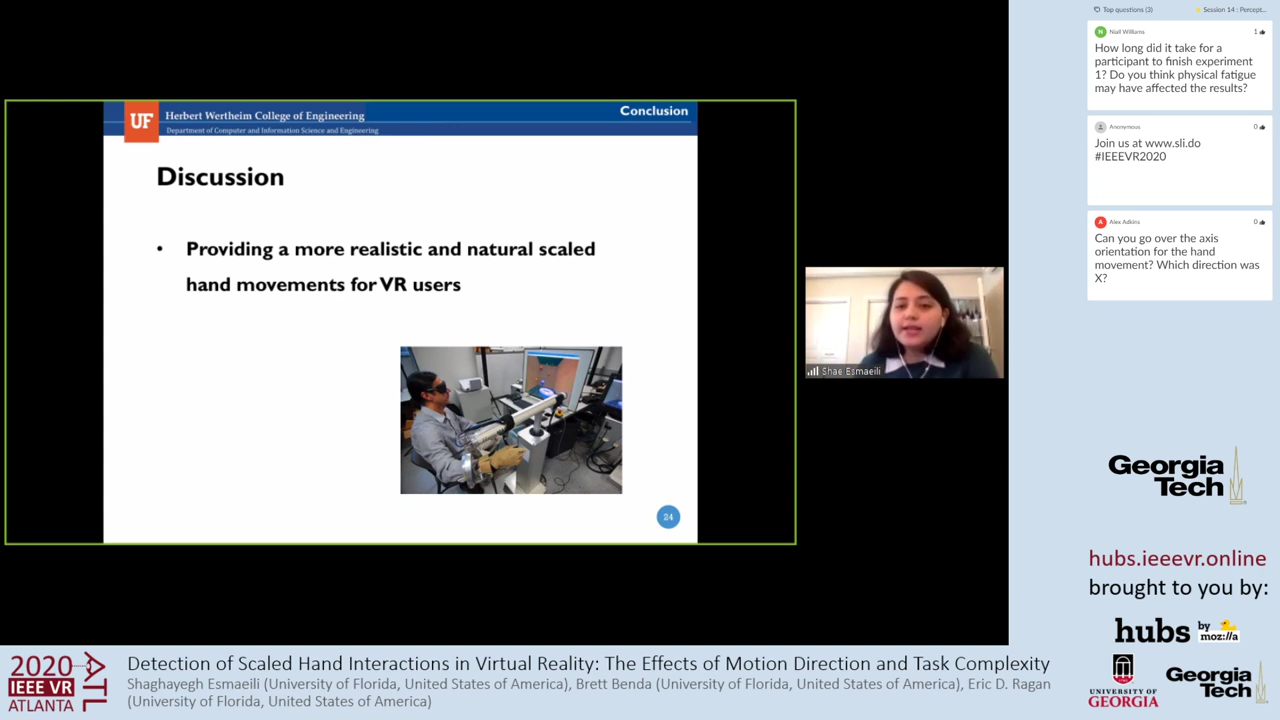 UF
Herbert Wertheim College of Engineering
Department of Computer and Information Science and Engineering
Conclusion
Discussion
• Providing a more realistic and natural scaled
hand movements for VR users
24
Shae Esmaeili
Top questions (3)
Session 14 : Percept...
N
Niall Williams
1
How long did it take for a
participant to finish experiment
1? Do you think physical fatigue
may have affected the results?
Anonymous
0
Join us at www.sli.do
#IEEEVR2020
A
Alex Adkins
0
Can you go over the axis
orientation for the hand
movement? Which direction was
X?
Georgia
Tech
hubs.ieeevr.online
brought to you by:
hubs by
moz://a
UNIVERSITY OF
GEORGIA
Georgia
Tech
2020
IEEE VR
ATLANTA
ATL
Detection of Scaled Hand Interactions in Virtual Reality: The Effects of Motion Direction and Task Complexity
Shaghayegh Esmaeili (University of Florida, United States of America), Brett Benda (University of Florida, United States of America), Eric D. Ragan
(University of Florida, United States of America)